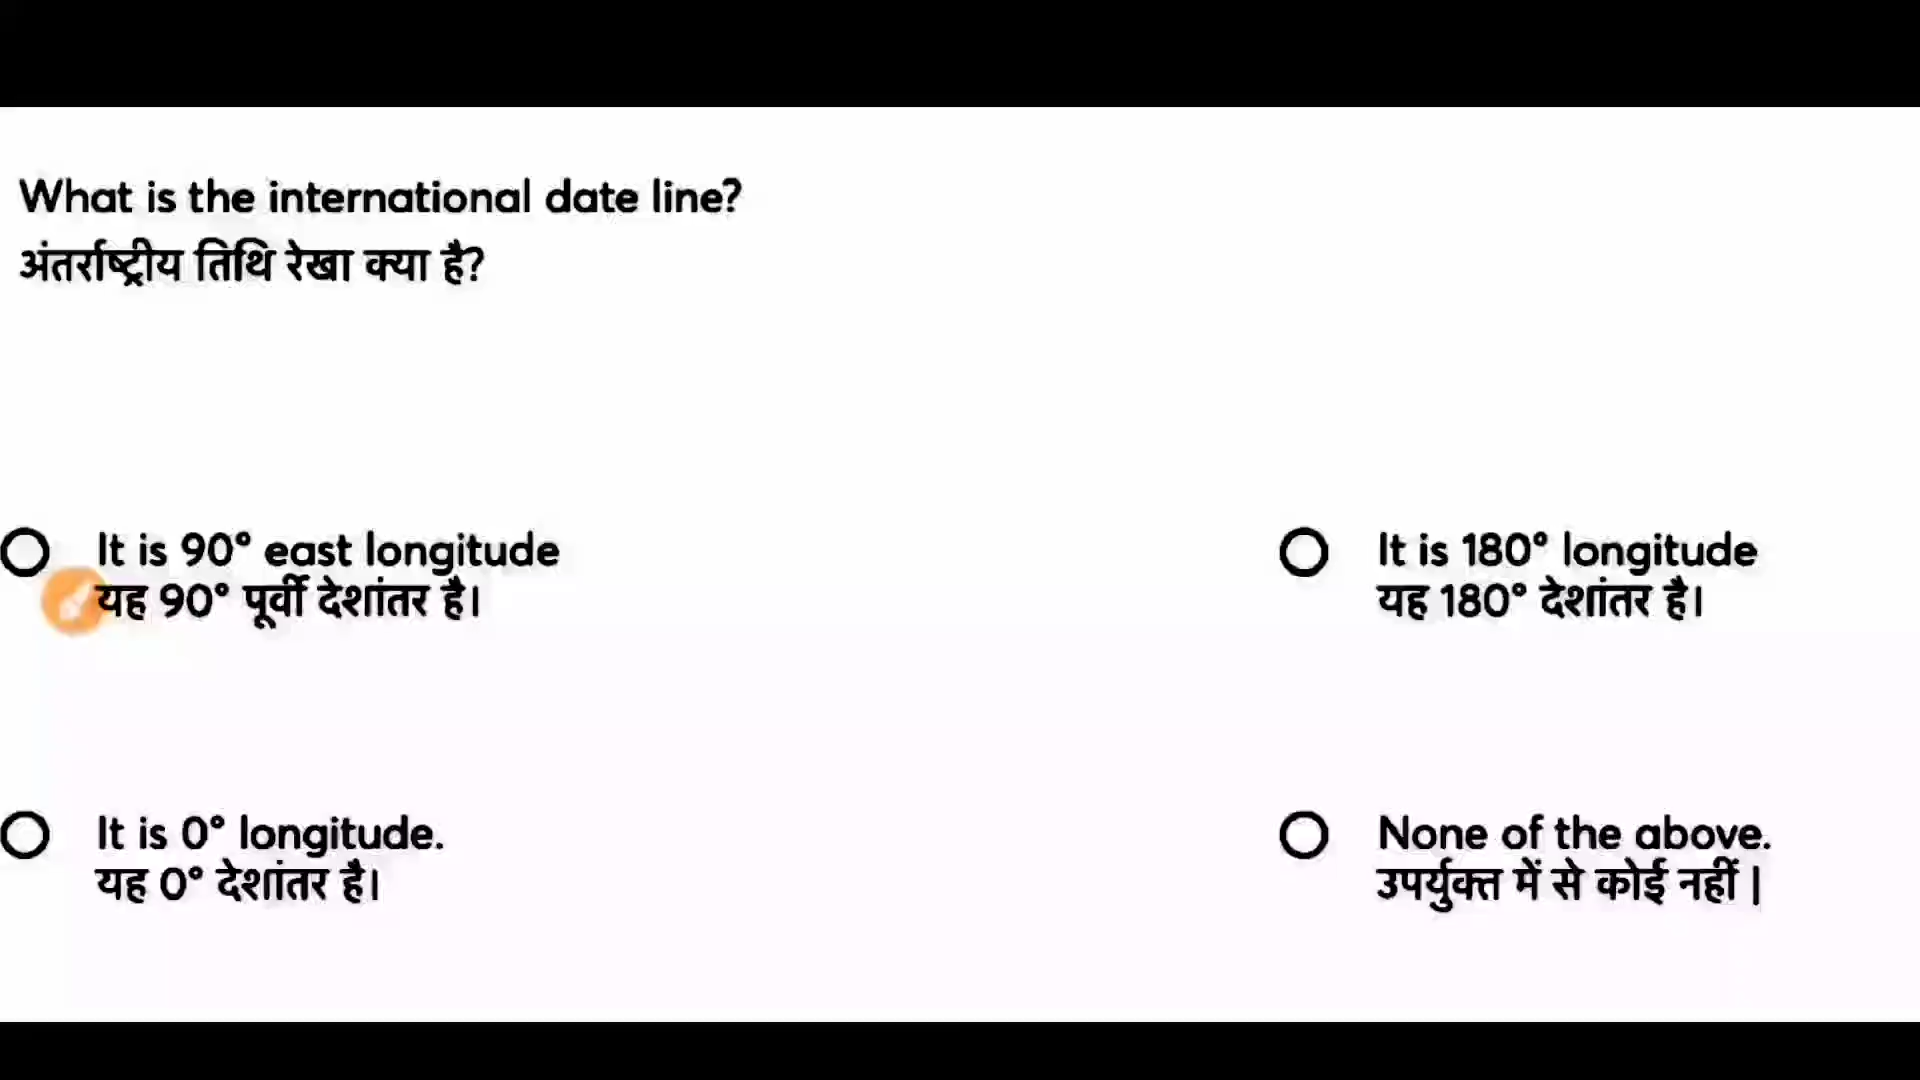 What is the international date line?
अंतर्राष्ट्रीय तिथि रेखा क्या है?
It is 90° east longitude
यह 90° पूर्वी देशांतर है।
It is 180° longitude
यह 180° देशांतर है।
It is 0° longitude.
यह 0° देशांतर है।
None of the above.
उपर्युक्त में से कोई नहीं |